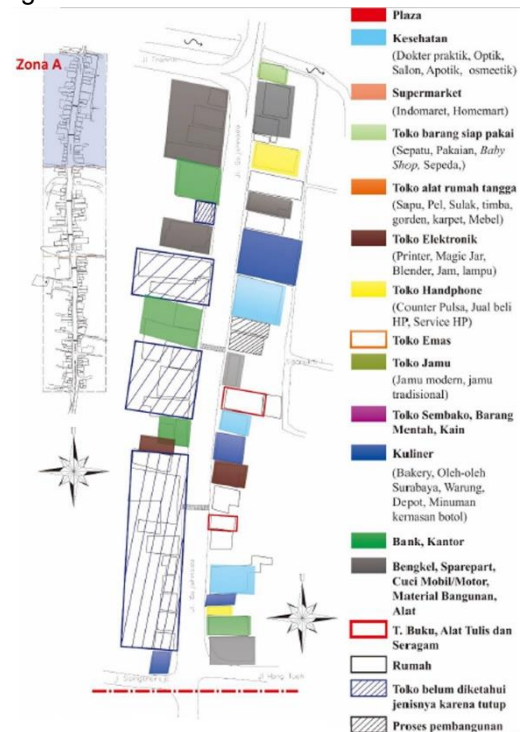 g
Zona A
Plaza
Kesehatan
(Dokter praktik, Optik,
Salon, Apotik, osmeetik)
Supermarket
(Indomaret, Homemart)
Toko barang siap pakai
(Sepatu, Pakaian, Baby
Shop, Sepeda,)
Toko alat rumah tangga
(Sapu, Pel, Sulak, timba,
gorden, karpet, Mebel)
Toko Elektronik
(Printer, Magic Jar,
Blender, Jam, lampu)
Toko Handphone
(Counter Pulsa, Jual beli
HP, Service HP)
Toko Emas
Toko Jamu
(Jamu modern, jamu
tradisional)
Toko Sembako, Barang
Mentah, Kain
Kuliner
(Bakery, Oleh-oleh
Surabaya, Warung,
Depot, Minuman
kemasan botol)
Bank, Kantor
Bengkel, Sparepart,
Cuci Mobil/Motor,
Material Bangunan,
Alat
T. Buku, Alat Tulis dan
Seragam
Rumah
Toko belum diketahui
jenisnya karena tutup
Proses pembangunan